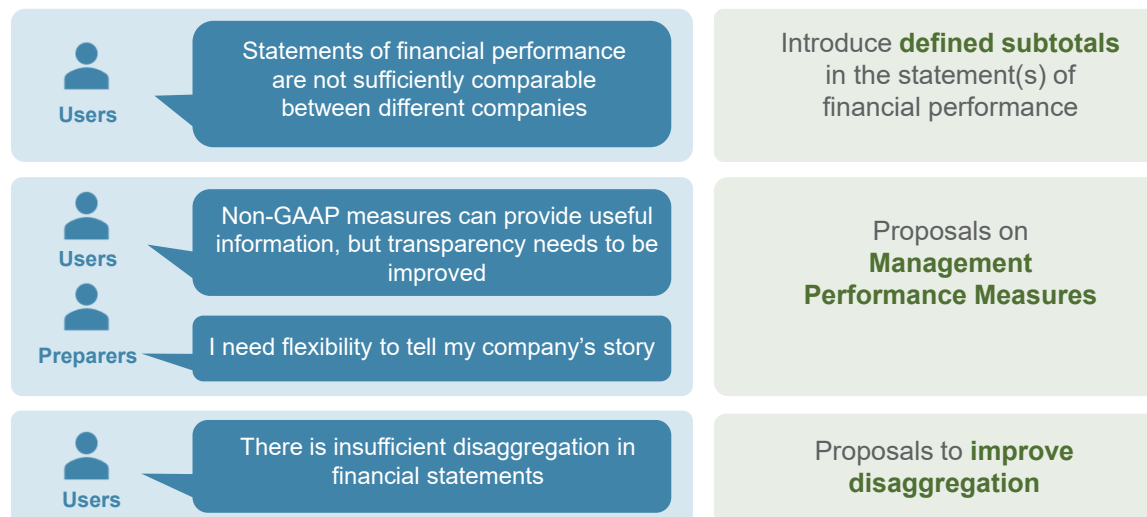 Statements of financial performance
are not sufficiently comparable
between different companies
Users
Introduce defined subtotals
in the statement(s) of
financial performance
Non-GAAP measures can provide useful
information, but transparency needs to be
improved
Users
I need flexibility to tell my company's story
Preparers
Proposals on
Management
Performance Measures
There is insufficient disaggregation in
financial statements
Users
Proposals to improve
disaggregation